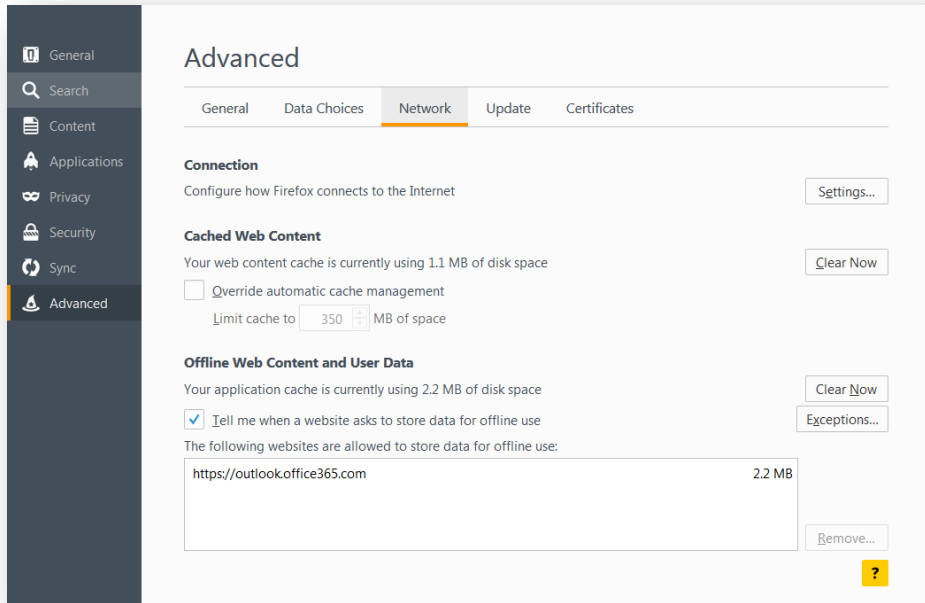 General
Search
Content
Applications
Privacy
Security
Sync
Advanced
Advanced
General Data Choices Network Update Certificates
Connection
Configure how Firefox connects to the Internet Settings...
Cached Web Content
Your web content cache is currently using 1.1 MB of disk space Clear Now
Override automatic cache management
Limit cache to 350 MB of space
Offline Web Content and User Data
Your application cache is currently using 2.2 MB of disk space Clear Now
Tell me when a website asks to store data for offline use Exceptions...
The following websites are allowed to store data for offline use:
https://outlook.office365.com 2.2 MB
Remove...
?